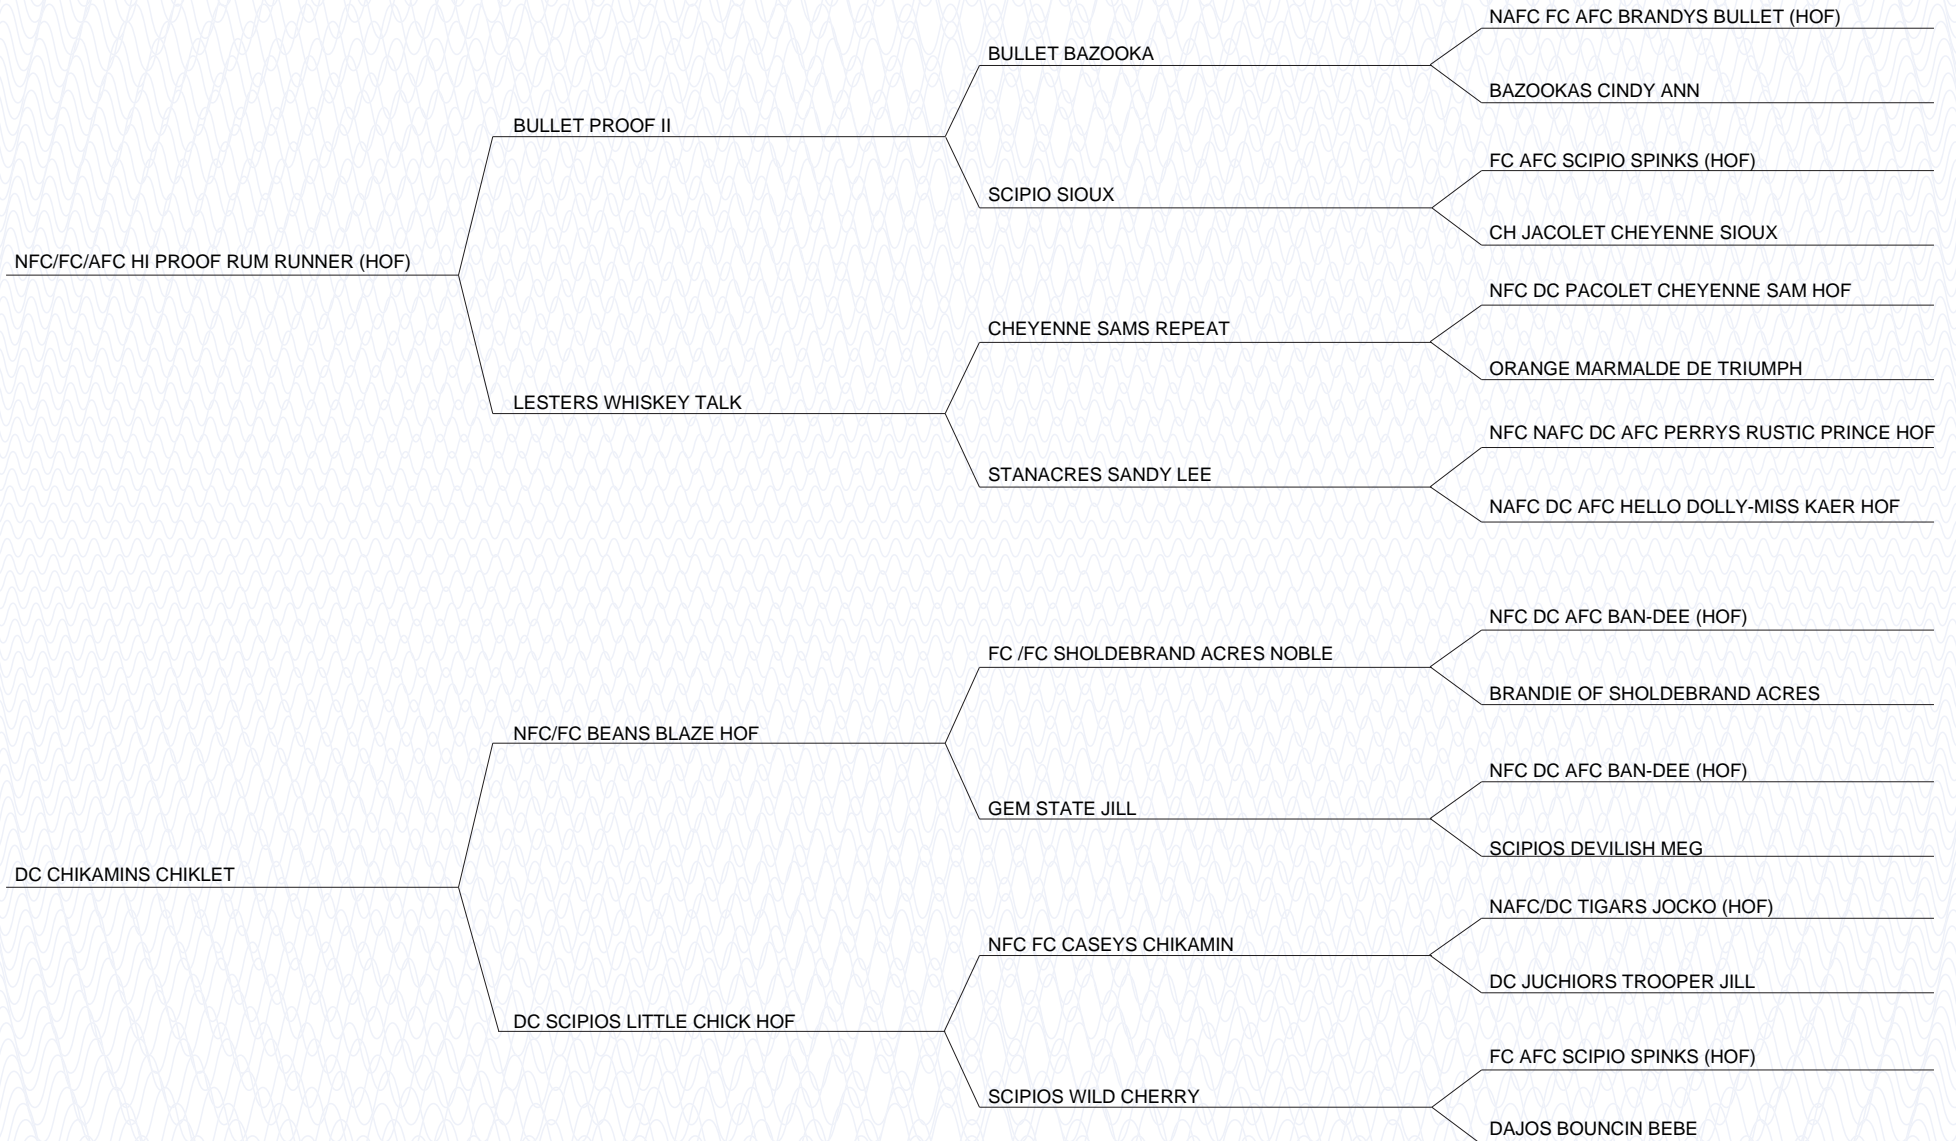 NAFC FC AFC BRANDYS BULLET (HOF)
BULLET BAZOOKA
BAZOOKAS CINDY ANN
BULLET PROOF II
FC AFC SCIPIO SPINKS (HOF)
SCIPIO SIOUX
CH JACOLET CHEYENNE SIOUX
NFC/FC/AFC HI PROOF RUM RUNNER (HOF)
NFC DC PACOLET CHEYENNE SAM HOF
CHEYENNE SAMS REPEAT
ORANGE MARMALDE DE TRIUMPH
LESTERS WHISKEY TALK
NFC NAFC DC AFC PERRYS RUSTIC PRINCE HOF
STANACRES SANDY LEE
NAFC DC AFC HELLO DOLLY-MISS KAER HOF
NFC DC AFC BAN-DEE (HOF)
FC /FC SHOLDEBRAND ACRES NOBLE
BRANDIE OF SHOLDEBRAND ACRES
NFC/FC BEANS BLAZE HOF
NFC DC AFC BAN-DEE (HOF)
GEM STATE JILL
SCIPIOS DEVILISH MEG
DC CHIKAMINS CHIKLET
NAFC/DC TIGARS JOCKO (HOF)
NFC FC CASEYS CHIKAMIN
DC JUCHIORS TROOPER JILL
DC SCIPIOS LITTLE CHICK HOF
FC AFC SCIPIO SPINKS (HOF)
SCIPIOS WILD CHERRY
DAJOS BOUNCIN BEBE